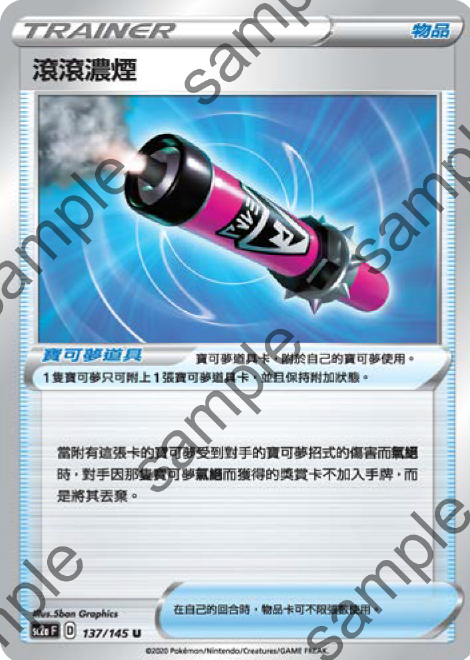 TRAINER
物品
滾滾濃煙
寶可夢道具
寶可夢道具卡,附於自己的寶可夢使用。
1隻寶可夢只可附上1張寶可夢道具卡,並且保持附加狀態。
當附有這張卡的寶可夢受到對手的寶可夢招式的傷害而氣絕
時,對手因那隻寶可夢氣絕而獲得的獎賞卡不加入手牌,而
是將其丟棄。
Illus.5ban Graphics
在自己的回合時,物品卡可不限張數使用。
sc2a F D 137/145 U
©2020 Pokémon/Nintendo/Creatures/GAME FREAK.
sample
sample
sample
sample
sample
sample
sample